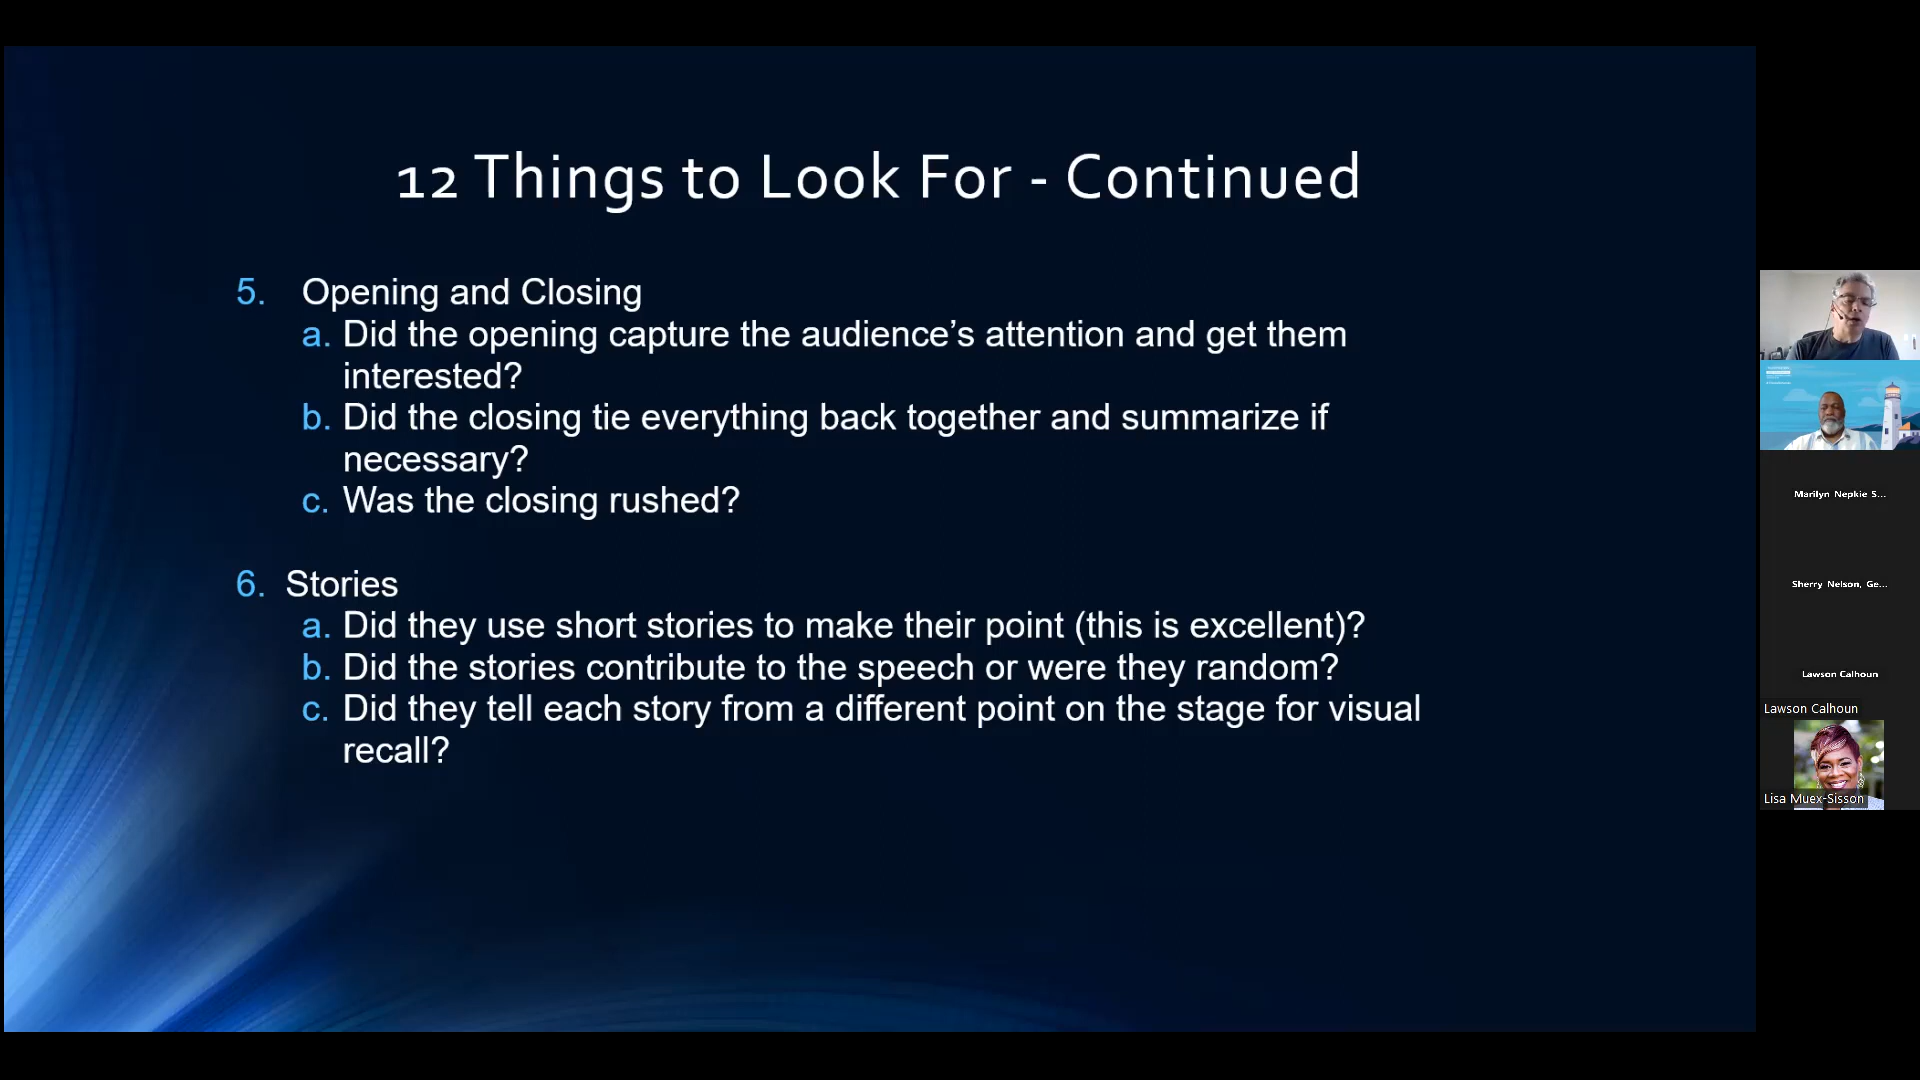 12 Things to Look For - Continued
5. Opening and Closing
a. Did the opening capture the audience’s attention and get them
interested?
b. Did the closing tie everything back together and summarize if
necessary?
c. Was the closing rushed?
6. Stories
a. Did they use short stories to make their point (this is excellent)?
b. Did the stories contribute to the speech or were they random?
c. Did they tell each story from a different point on the stage for visual
recall?
Marilyn Nepkie S...
Sherry Nelson, Ge...
Lawson Calhoun
Lawson Calhoun
Lisa Muex-Sisson